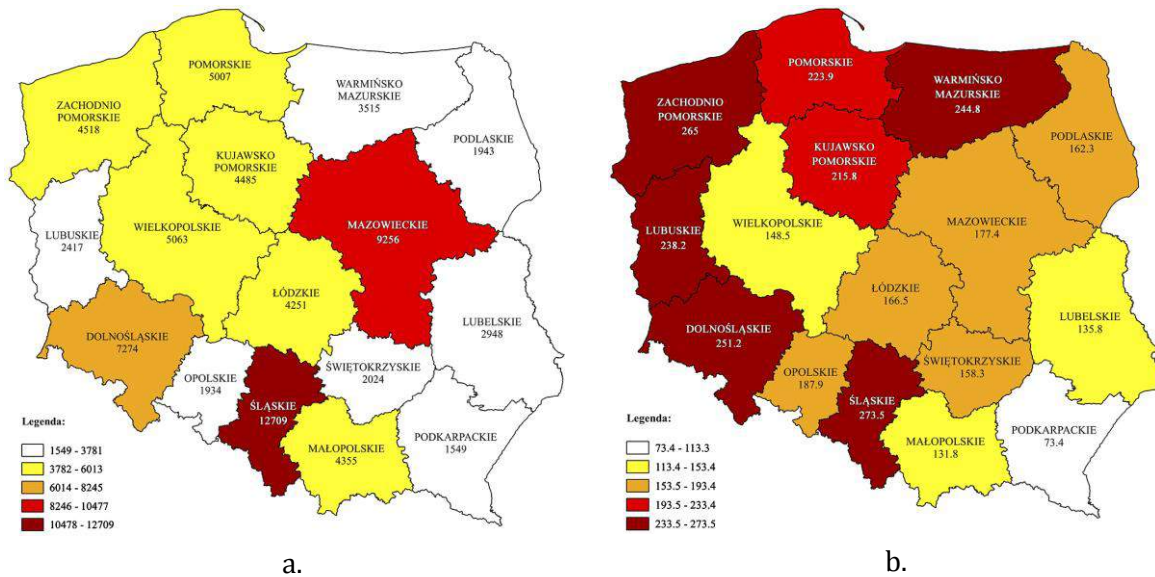 POMORSKIE
5007
ZACHODNIO
POMORSKIE
4518
WARMIŃSKO
MAZURSKIE
3515
PODLASKIE
1943
KUJAWSKO
POMORSKIE
4485
MAZOWIECKIE
9256
WIELKOPOLSKIE
5063
LUBUSKIE
2417
ŁÓDZKIE
4251
LUBELSKIE
2948
DOLNOŚLĄSKIE
7274
OPOLSKIE
1934
ŚWIĘTOKRZYSKIE
2024
ŚLĄSKIE
12709
MAŁOPOLSKIE
4355
PODKARPACKIE
1549
Legenda:
1549 - 3781
3782 - 6013
6014 - 8245
8246 - 10477
10478 - 12709
a.
POMORSKIE
223.9
ZACHODNIO
POMORSKIE
265
WARMIŃSKO
MAZURSKIE
244.8
PODLASKIE
162.3
KUJAWSKO
POMORSKIE
215.8
MAZOWIECKIE
177.4
WIELKOPOLSKIE
148.5
LUBUSKIE
238.2
ŁÓDZKIE
166.5
LUBELSKIE
135.8
DOLNOŚLĄSKIE
251.2
OPOLSKIE
187.9
ŚWIĘTOKRZYSKIE
158.3
ŚLĄSKIE
273.5
MAŁOPOLSKIE
131.8
PODKARPACKIE
73.4
Legenda:
73.4 - 113.3
113.4 - 153.4
153.5 - 193.4
193.5 - 233.4
233.5 - 273.5
b.